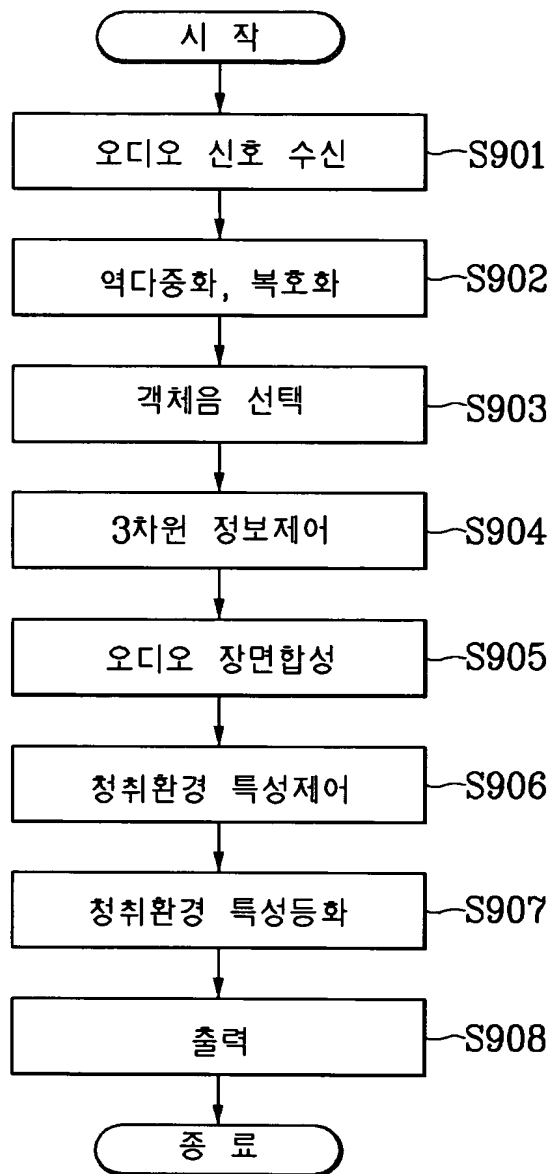 시 작
오디오 신호 수신
S901
역다중화, 복호화
S902
객체음 선택
S903
3차원 정보제어
S904
오디오 장면합성
S905
청취환경 특성제어
S906
청취환경 특성등화
S907
출력
S908
종 료